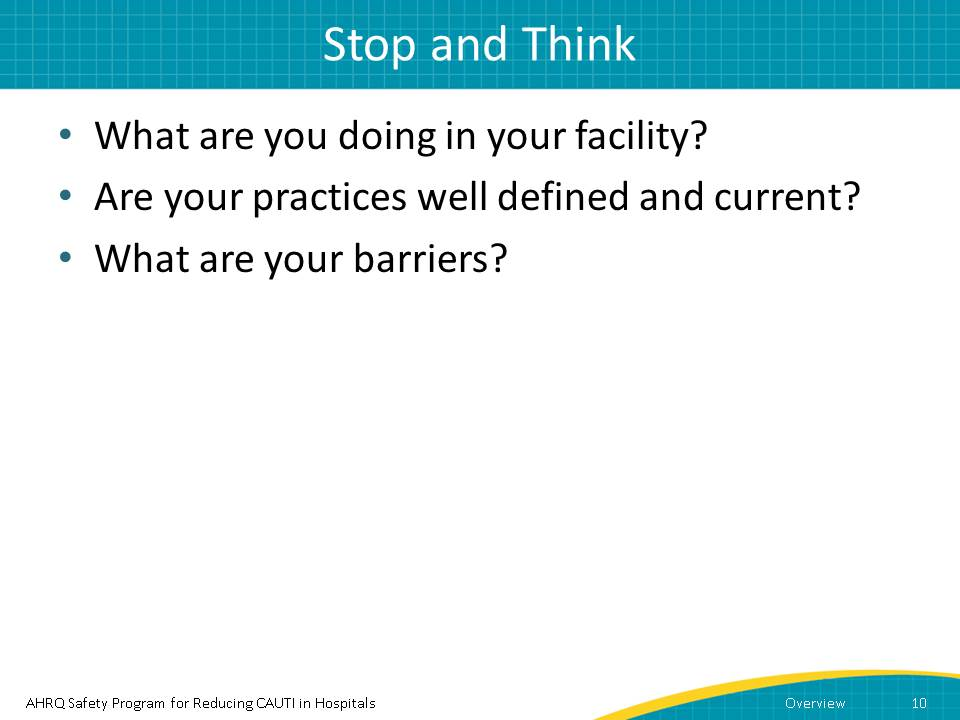 Stop and Think
• What are you doing in your facility?
• Are your practices well defined and current?
• What are your barriers?
AHRQ Safety Program for Reducing CAUTI in Hospitals
Overview
10